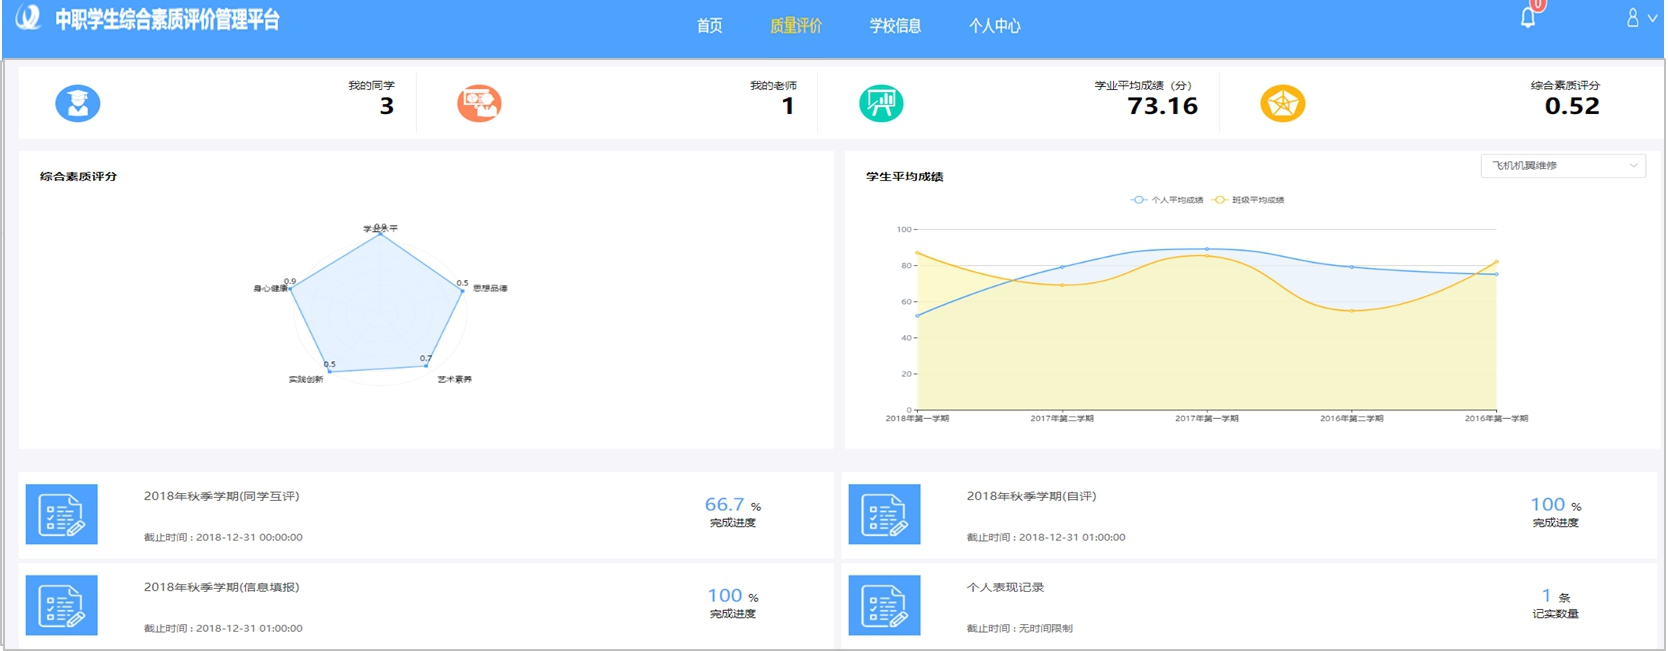 中职学生综合素质评价管理平台
首页 质量评价 学校信息 个人中心
0
我的同学
3
我的老师
1
学业平均成绩（分）
73.16
综合素质评分
0.52
综合素质评分
学业水平
0.9
0.5
思想品德
0.7
艺术素养
0.5
实践创新
0.9
身心健康
学生平均成绩
飞机机翼维修
个人平均成绩 班级平均成绩
100
80
60
40
20
0
2018年第一学期 2017年第二学期 2017年第一学期 2016年第二学期 2016年第一学期
2018年秋季学期(同学互评)
截止时间 : 2018-12-31 00:00:00
66.7 %
完成进度
2018年秋季学期(自评)
截止时间 : 2018-12-31 01:00:00
100 %
完成进度
2018年秋季学期(信息填报)
截止时间 : 2018-12-31 01:00:00
100 %
完成进度
个人表现记录
截止时间 : 无时间限制
1 条
记实数量